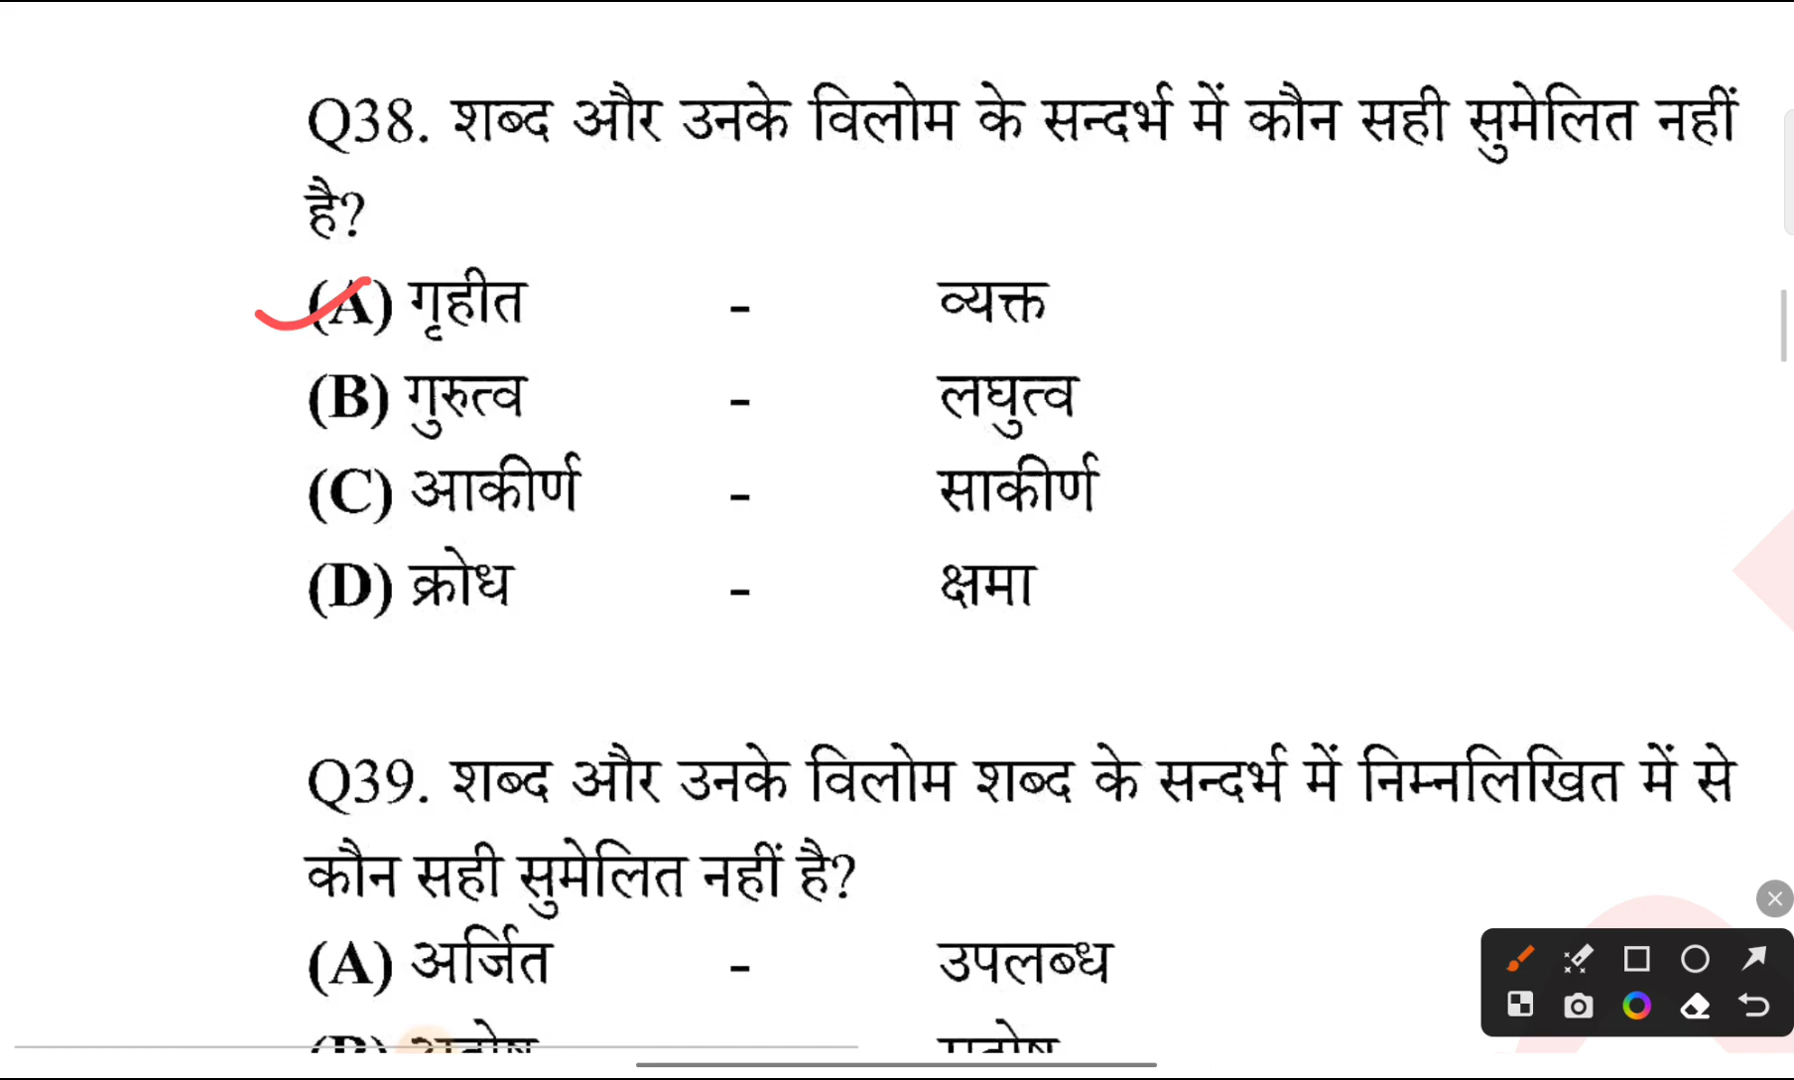 Q38. शब्द और उनके विलोम के सन्दर्भ में कौन सही सुमेलित नहीं
है?
(A) गृहीत - व्यक्त
(B) गुरुत्व - लघुत्व
(C) आकीर्ण - साकीर्ण
(D) क्रोध - क्षमा
Q39. शब्द और उनके विलोम शब्द के सन्दर्भ में निम्नलिखित में से
कौन सही सुमेलित नहीं है?
(A) अर्जित - उपलब्ध
(B)